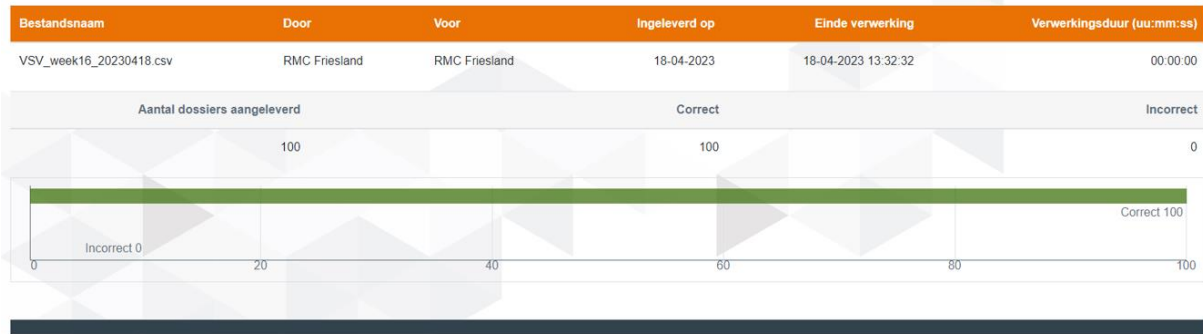 Bestandsnaam Door Voor Ingeleverd op Einde verwerking Verwerkingsduur (uu:mm:ss)
VSV_week16_20230418.csv RMC Friesland RMC Friesland 18-04-2023 18-04-2023 13:32:32 00:00:00
Aantal dossiers aangeleverd Correct Incorrect
100 100 0
Correct 100
Incorrect 0
0 20 40 60 80 100